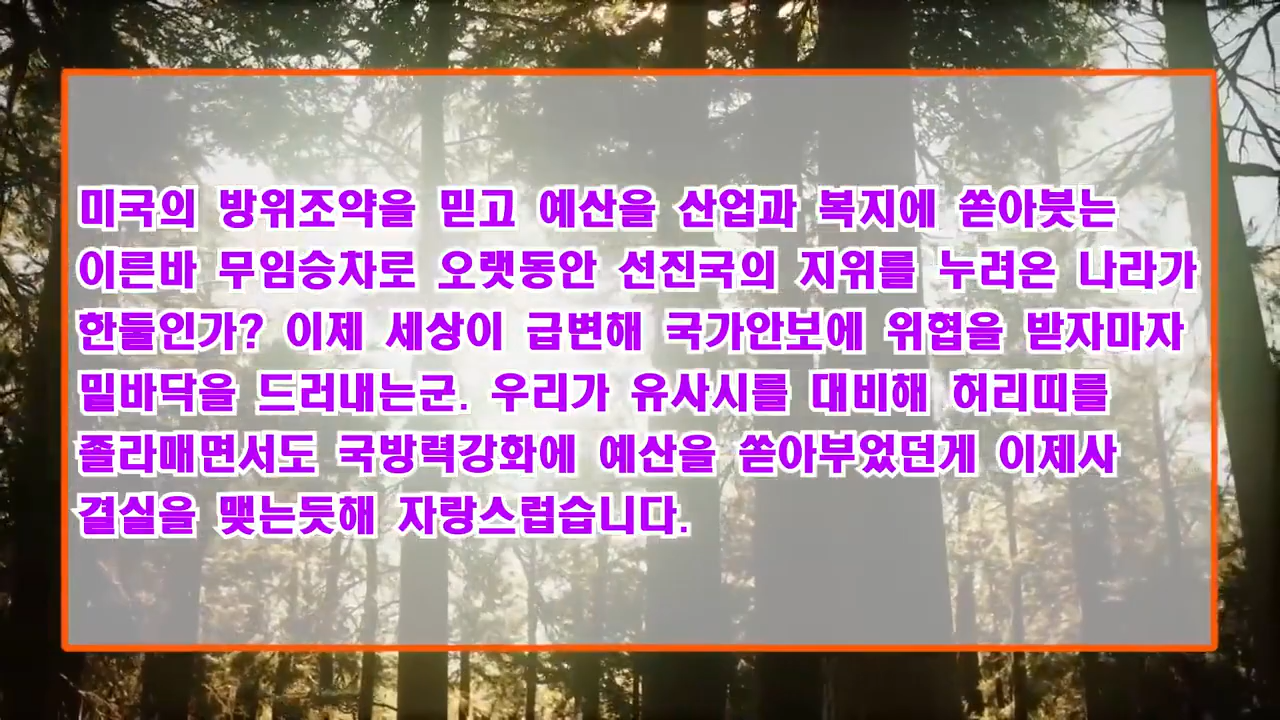 미국의 방위조약을 믿고 예산을 산업과 복지에 쏟아붓는
이른바 무임승차로 오랫동안 선진국의 지위를 누려온 나라가
한둘인가? 이제 세상이 급변해 국가안보에 위협을 받자마자
밑바닥을 드러내는군. 우리가 유사시를 대비해 허리띠를
졸라매면서도 국방력강화에 예산을 쏟아부었던게 이제사
결실을 맺는듯해 자랑스럽습니다.